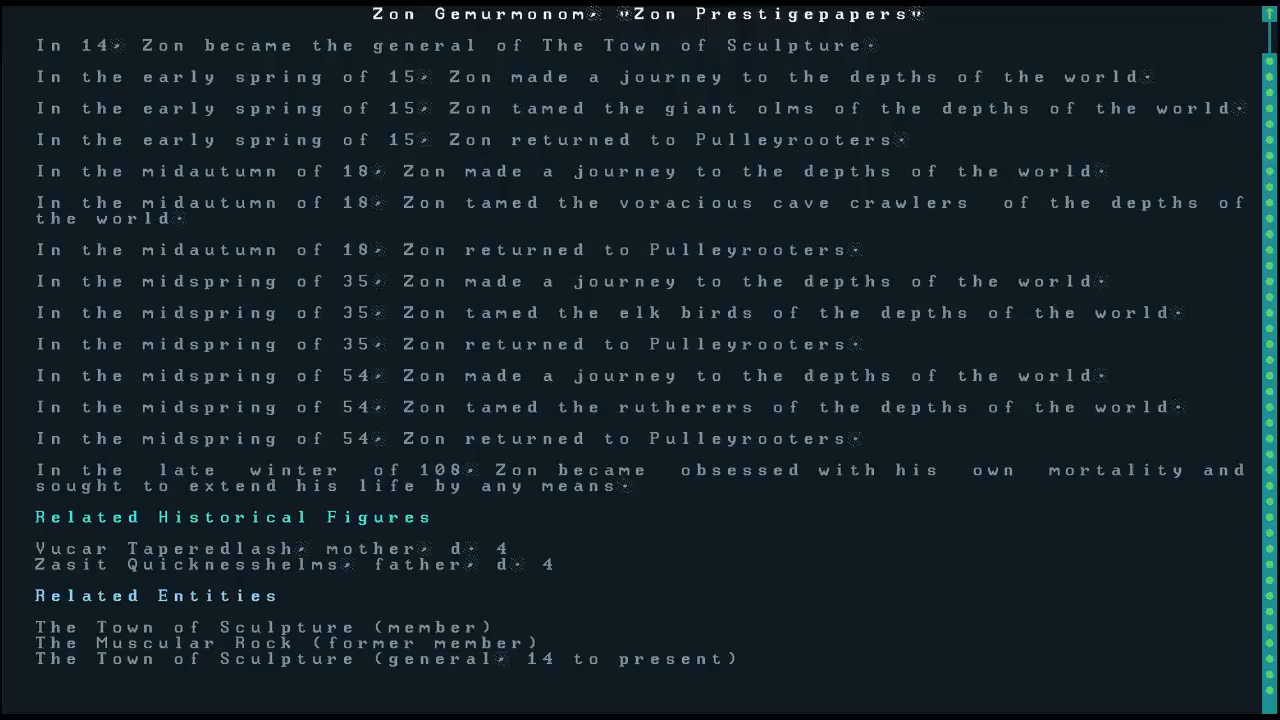 Zon Gemurmonom, "Zon Prestigepapers"
In 14, Zon became the general of The Town of Sculpture.
In the early spring of 15, Zon made a journey to the depths of the world.
In the early spring of 15, Zon tamed the giant olms of the depths of the world.
In the early spring of 15, Zon returned to Pulleyrooters.
In the midautumn of 18, Zon made a journey to the depths of the world.
In the midautumn of 18, Zon tamed the voracious cave crawlers of the depths of
the world.
In the midautumn of 18, Zon returned to Pulleyrooters.
In the midspring of 35, Zon made a journey to the depths of the world.
In the midspring of 35, Zon tamed the elk birds of the depths of the world.
In the midspring of 35, Zon returned to Pulleyrooters.
In the midspring of 54, Zon made a journey to the depths of the world.
In the midspring of 54, Zon tamed the rutherers of the depths of the world.
In the midspring of 54, Zon returned to Pulleyrooters.
In the late winter of 108, Zon became obsessed with his own mortality and
sought to extend his life by any means.
Related Historical Figures
Vucar Taperedlash, mother, d. 4
Zasit Quicknesshelms, father, d. 4
Related Entities
The Town of Sculpture (member)
The Muscular Rock (former member)
The Town of Sculpture (general, 14 to present)